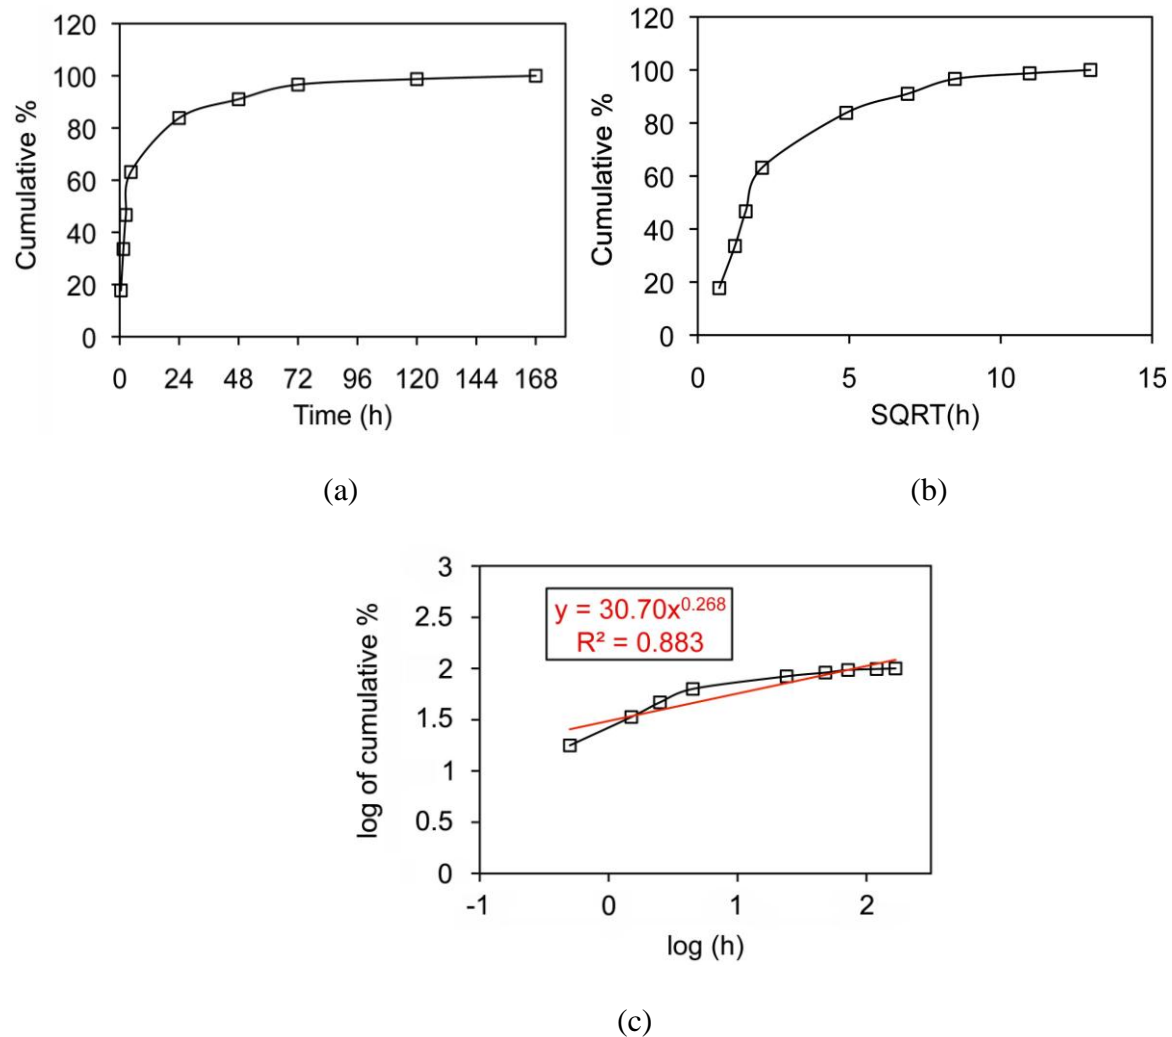 120
100
80
60
40
20
0
Cumulative %
0 24 48 72 96 120 144 168
Time (h)
(a)
120
100
80
60
40
20
0
Cumulative %
0 5 10 15
SQRT(h)
(b)
3
2.5
2
1.5
1
0.5
0
log of cumulative %
y = 30.70x^0.268
R² = 0.883
-1 0 1 2
log (h)
(c)